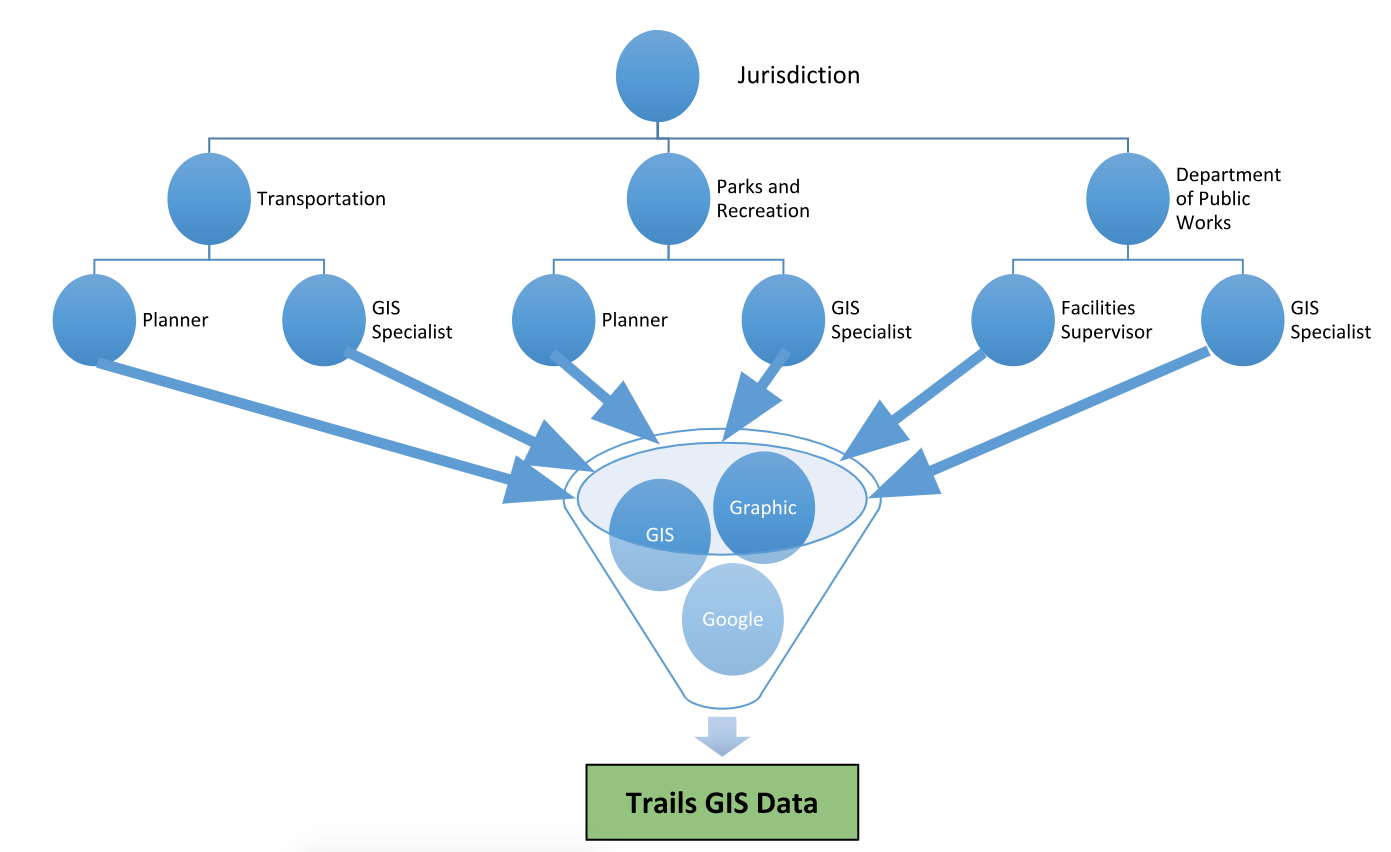 Jurisdiction
Transportation
Parks and
Recreation
Department
of Public
Works
Planner
GIS
Specialist
Planner
GIS
Specialist
Facilities
Supervisor
GIS
Specialist
Graphic
GIS
Google
Trails GIS Data